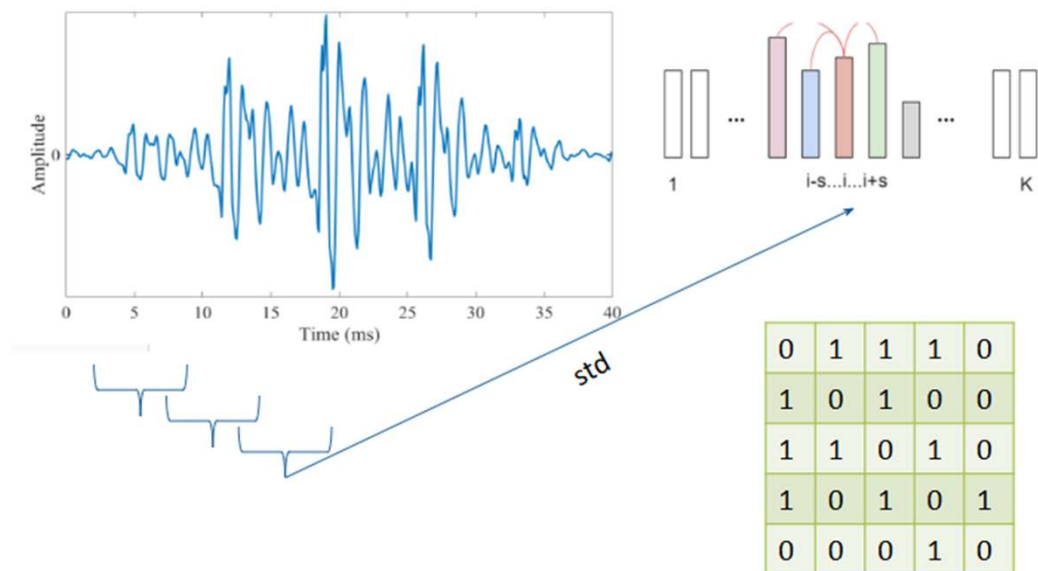 Amplitude
0
0 5 10 15 20 25 30 35 40
Time (ms)
... ...
1 i-s...i...i+s K
std
0 1 1 1 0
1 0 1 0 0
1 1 0 1 0
1 0 1 0 1
0 0 0 1 0